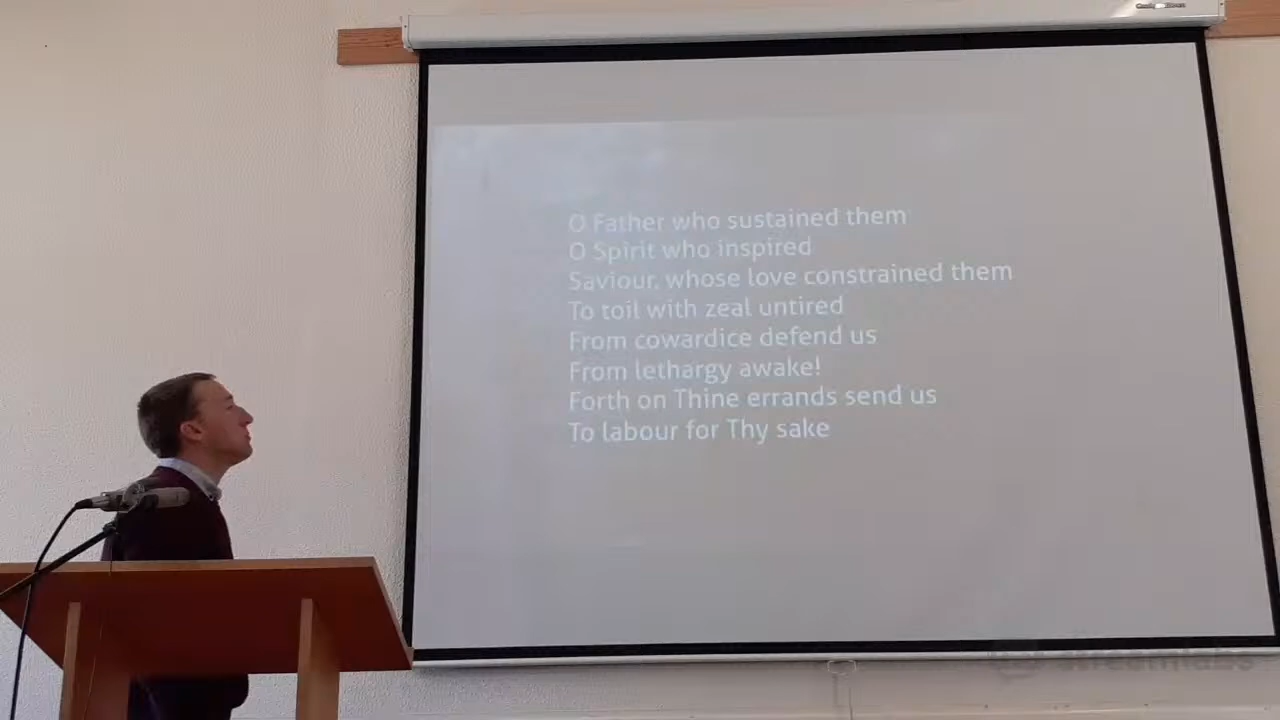 O Father who sustained them
O Spirit who inspired
Saviour, whose love constrained them
To toil with zeal untired
From cowardice defend us
From lethargy awake!
Forth on Thine errands send us
To labour for Thy sake
streamlabs